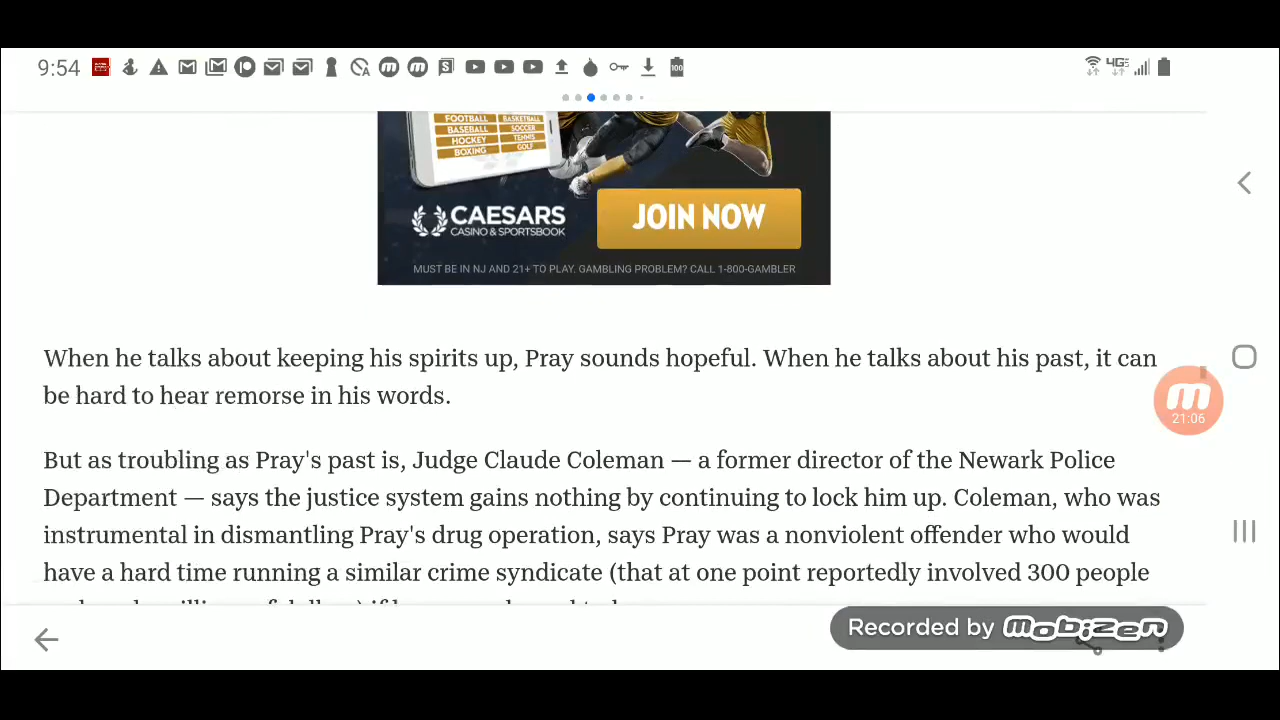 9:54
4G
100
FOOTBALL BASKETBALL
BASEBALL SOCCER
HOCKEY TENNIS
BOXING GOLF
CAESARS
CASINO & SPORTSBOOK
JOIN NOW
MUST BE IN NJ AND 21+ TO PLAY. GAMBLING PROBLEM? CALL 1-800-GAMBLER
When he talks about keeping his spirits up, Pray sounds hopeful. When he talks about his past, it can
be hard to hear remorse in his words.
21:06
But as troubling as Pray's past is, Judge Claude Coleman — a former director of the Newark Police
Department — says the justice system gains nothing by continuing to lock him up. Coleman, who was
instrumental in dismantling Pray's drug operation, says Pray was a nonviolent offender who would
have a hard time running a similar crime syndicate (that at one point reportedly involved 300 people
Recorded by mobizen